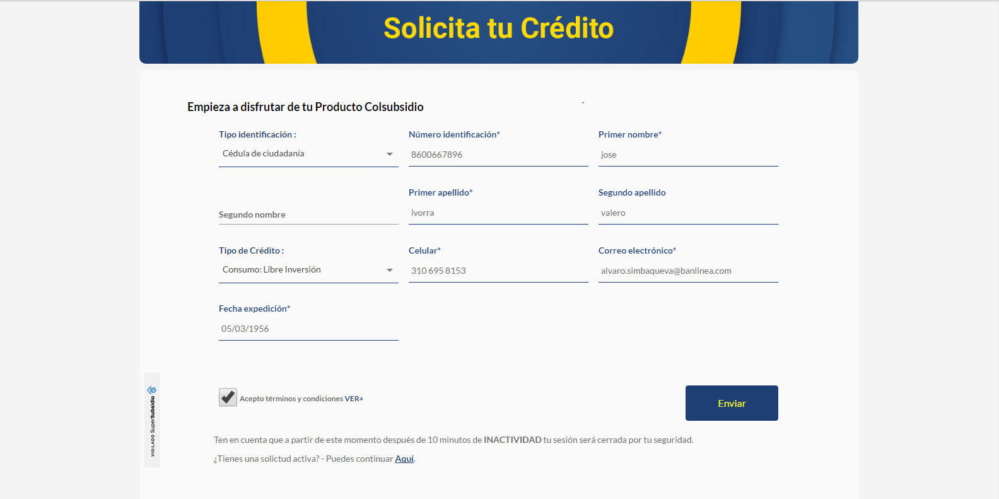 Solicita tu Crédito
Empieza a disfrutar de tu Producto Colsubsidio
Tipo identificación :
Cédula de ciudadanía
Número identificación*
8600667896
Primer nombre*
jose
Segundo nombre
Primer apellido*
ivorra
Segundo apellido
valero
Tipo de Crédito :
Consumo: Libre Inversión
Celular*
310 695 8153
Correo electrónico*
alvaro.simbaqueva@banlinea.com
Fecha expedición*
05/03/1956
VIGILADO SuperSubsidio
Acepto términos y condiciones VER+
Enviar
Ten en cuenta que a partir de este momento después de 10 minutos de INACTIVIDAD tu sesión será cerrada por tu seguridad.
¿Tienes una solictud activa? - Puedes continuar Aquí.